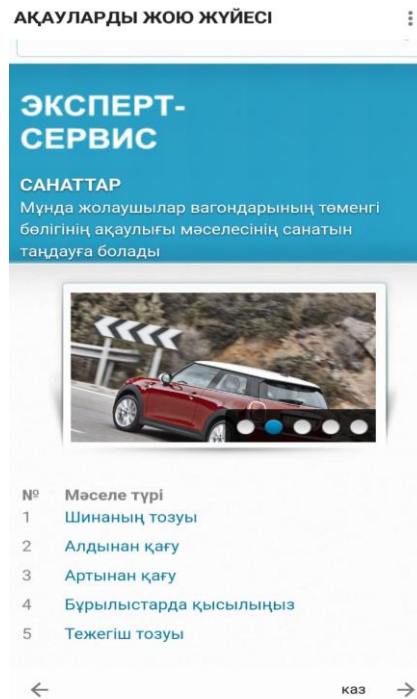 АҚАУЛАРДЫ ЖОЮ ЖҮЙЕСІ
ЭКСПЕРТ-
СЕРВИС
САНАТТАР
Мұнда жолаушылар вагондарының төменгі
бөлігінің ақаулығы мәселесінің санатын
таңдауға болады
№ Мәселе түрі
1 Шинаның тозуы
2 Алдынан қағу
3 Артынан қағу
4 Бұрылыстарда қысылыңыз
5 Тежегіш тозуы
каз